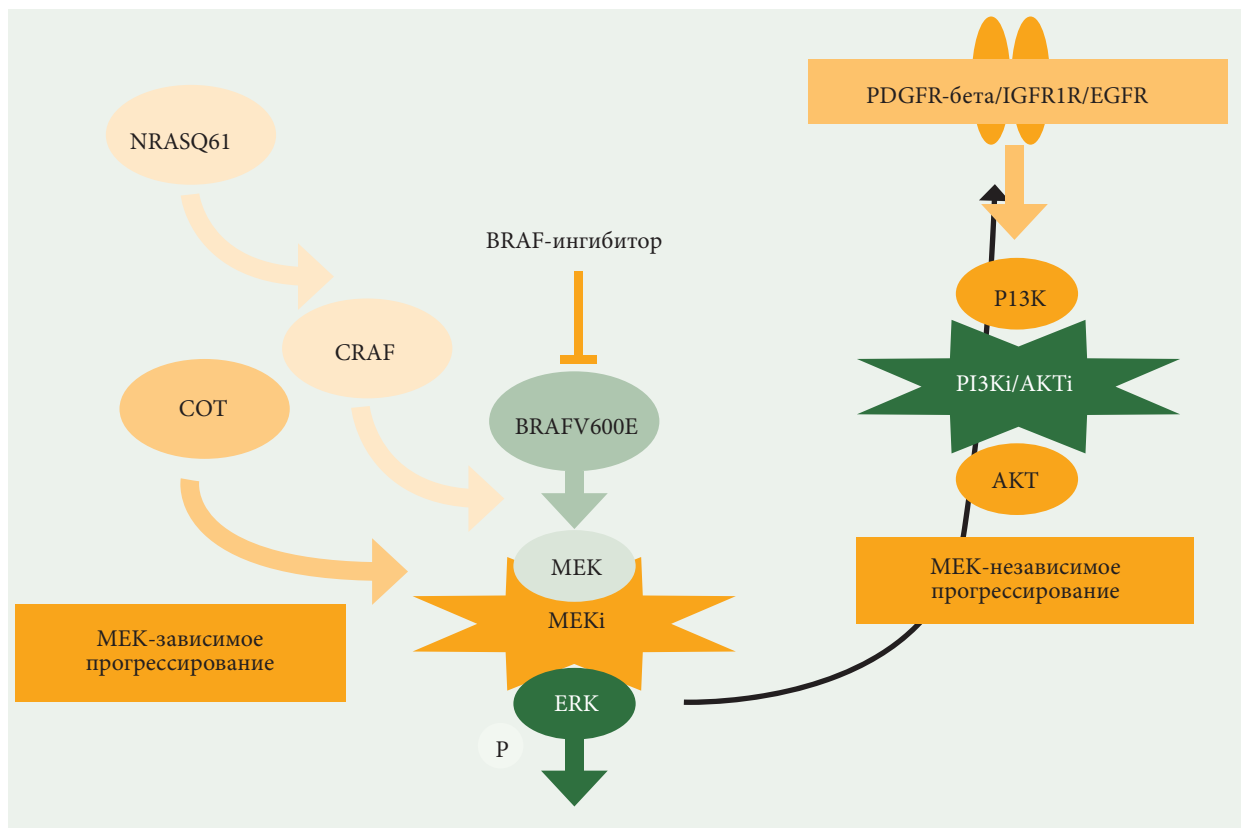 PDGFR-бета/IGFR1R/EGFR
NRASQ61
BRAF-ингибитор
P13K
CRAF
PI3Ki/AKTi
COT
BRAFV600E
AKT
MEK
MEK-независимое
прогрессирование
MEKi
MEK-зависимое
прогрессирование
ERK
P